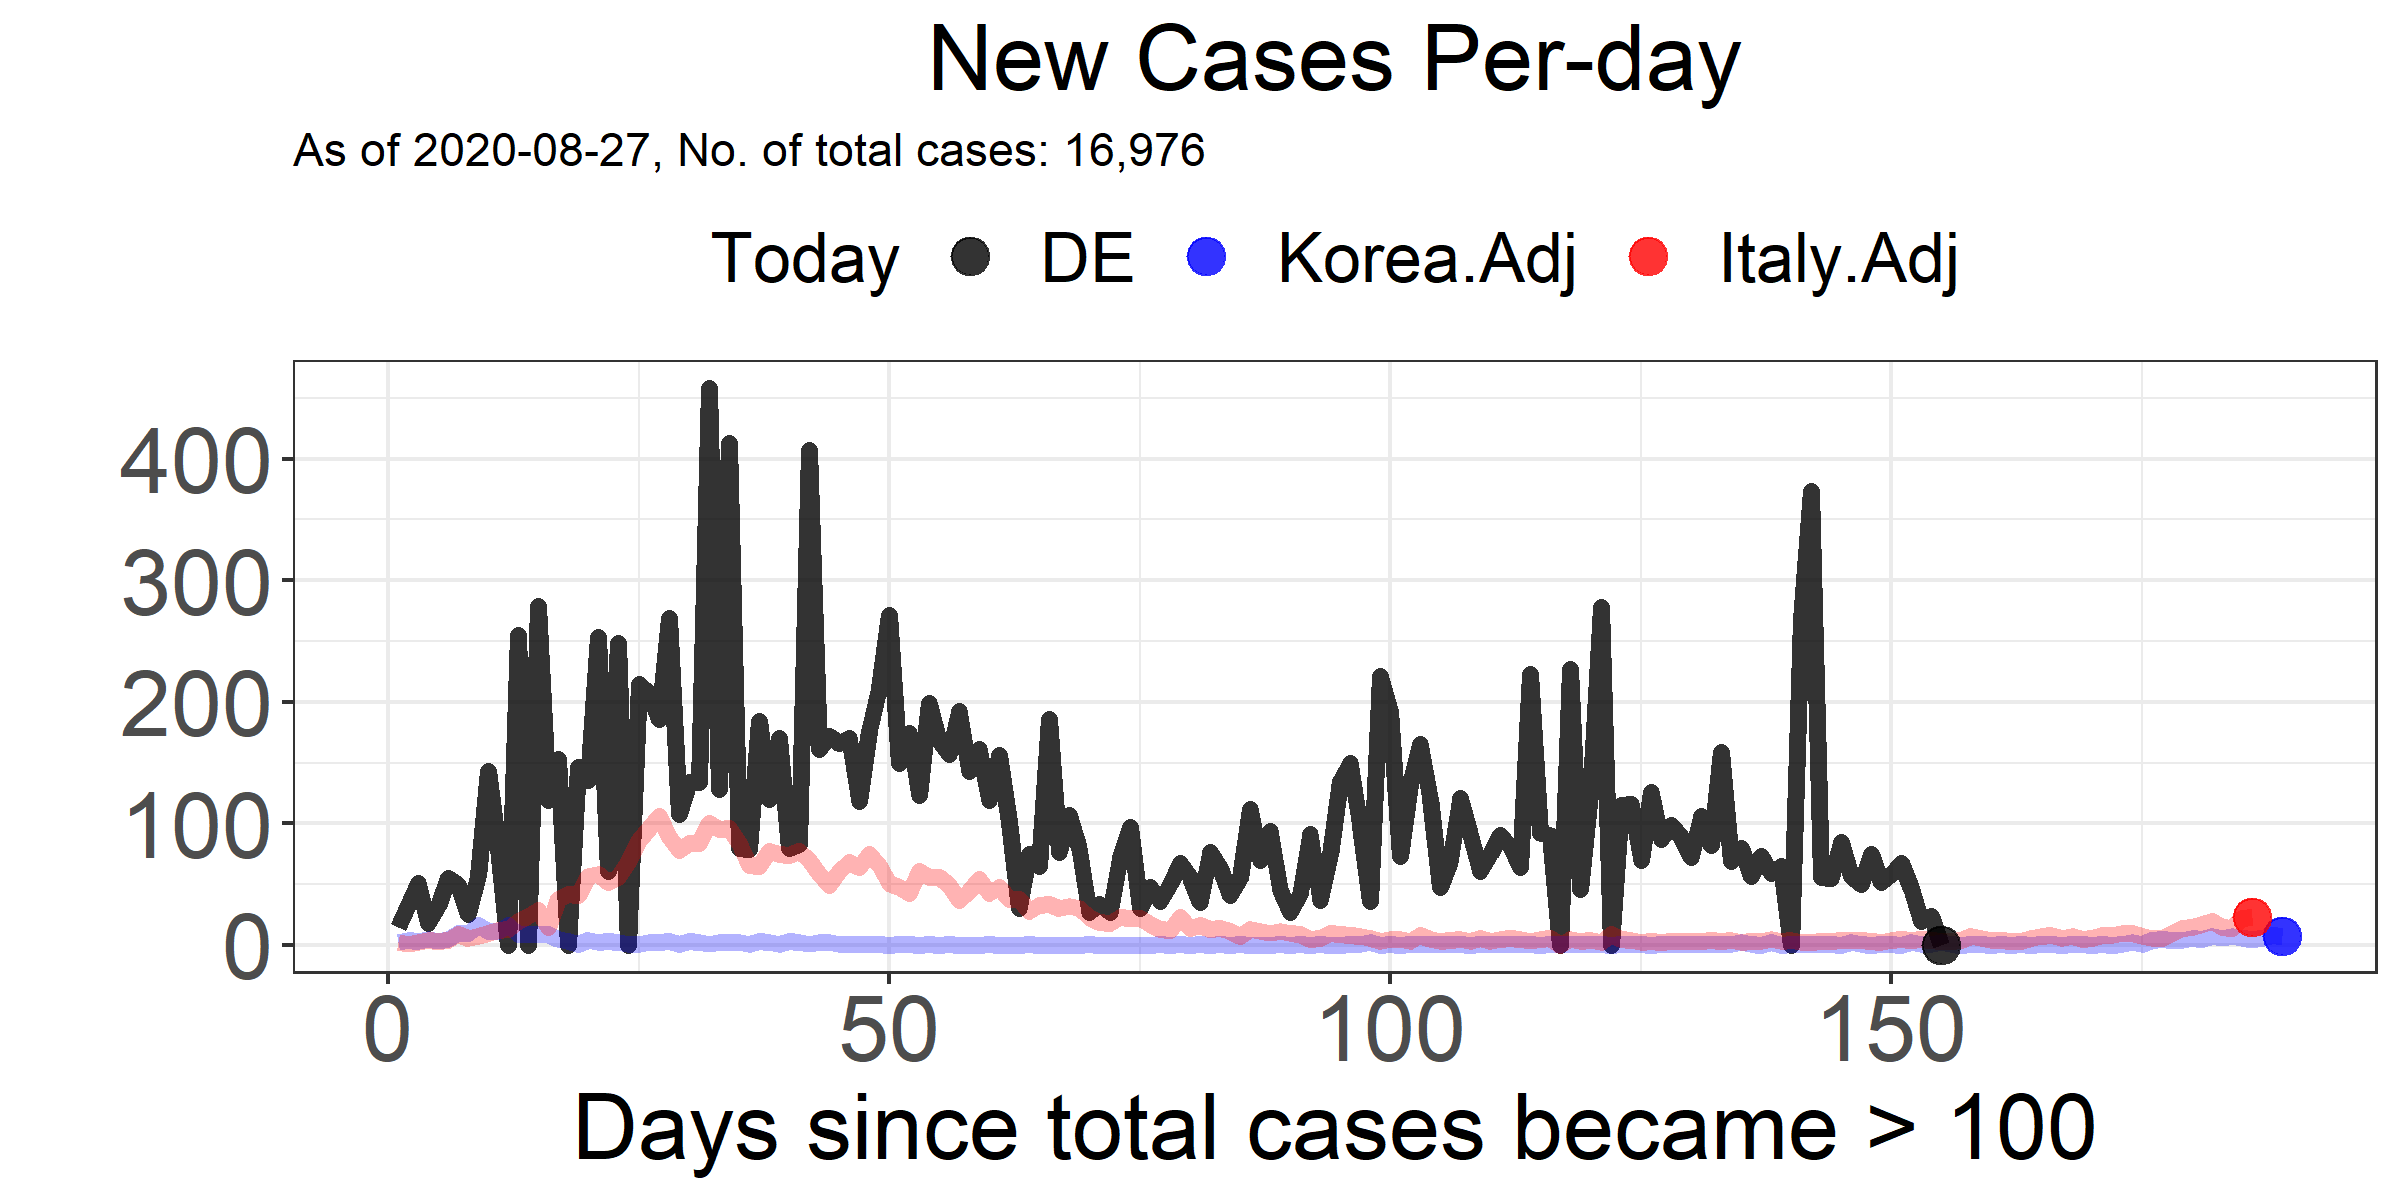 New Cases Per-day
As of 2020-08-27, No. of total cases: 16,976
Today DE Korea.Adj Italy.Adj
400
300
200
100
0
0 50 100 150
Days since total cases became > 100